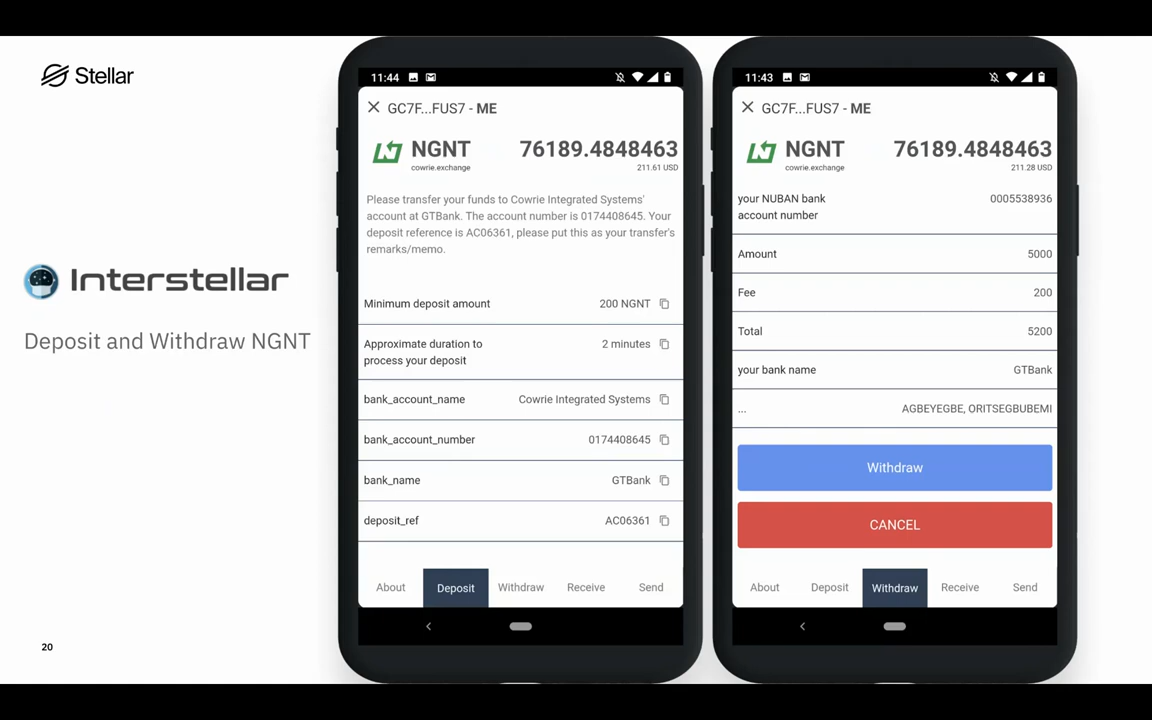 Stellar
Interstellar
Deposit and Withdraw NGNT
20
11:44
GC7F...FUS7 - ME
NGNT
cowrie.exchange
76189.4848463
211.61 USD
Please transfer your funds to Cowrie Integrated Systems'
account at GTBank. The account number is 0174408645. Your
deposit reference is AC06361, please put this as your transfer's
remarks/memo.
Minimum deposit amount 200 NGNT
Approximate duration to
process your deposit 2 minutes
bank_account_name Cowrie Integrated Systems
bank_account_number 0174408645
bank_name GTBank
deposit_ref AC06361
About Deposit Withdraw Receive Send
11:43
GC7F...FUS7 - ME
NGNT
cowrie.exchange
76189.4848463
211.28 USD
your NUBAN bank
account number 0005538936
Amount 5000
Fee 200
Total 5200
your bank name GTBank
... AGBEYEGBE, ORITSEGBUBEMI
Withdraw
CANCEL
About Deposit Withdraw Receive Send